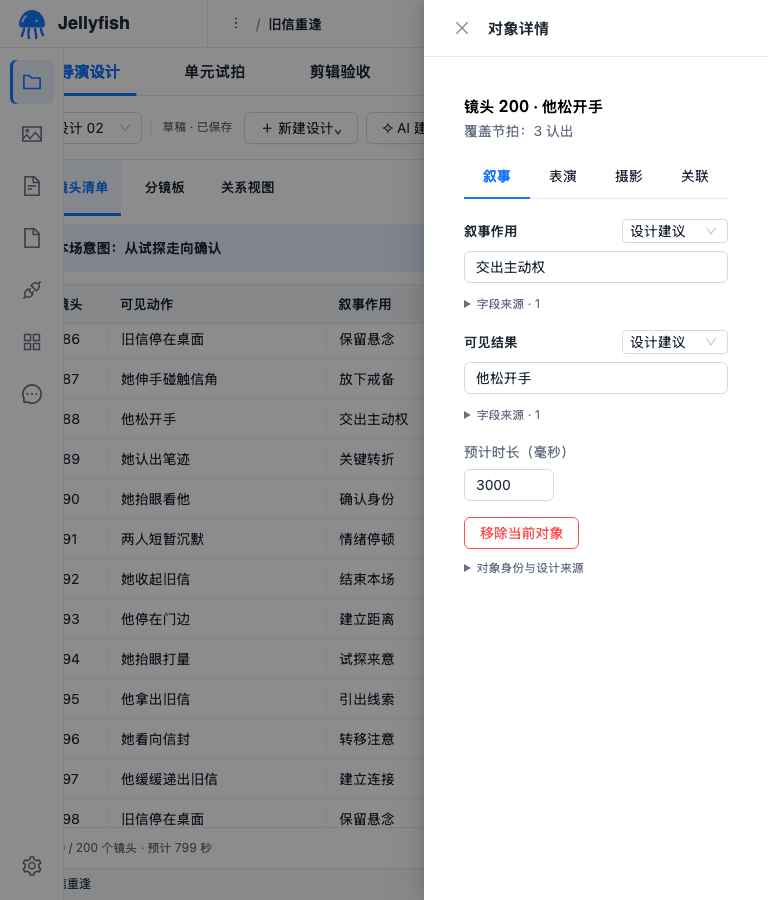 Jellyfish
/ 旧信重逢
导演设计 单元试拍 剪辑验收
设计 02 草稿 · 已保存 + 新建设计 AI 建
镜头清单 分镜板 关系视图
本场意图：从试探走向确认
镜头 可见动作 叙事作用
86 旧信停在桌面 保留悬念
87 她伸手碰触信角 放下戒备
88 他松开手 交出主动权
89 她认出笔迹 关键转折
90 她抬眼看他 确认身份
91 两人短暂沉默 情绪停顿
92 她收起旧信 结束本场
93 他停在门边 建立距离
94 她抬眼打量 试探来意
95 他拿出旧信 引出线索
96 她看向信封 转移注意
97 他缓缓递出旧信 建立连接
98 旧信停在桌面 保留悬念
/ 200 个镜头 · 预计 799 秒
信重逢
对象详情
镜头 200 · 他松开手
覆盖节拍：3 认出
叙事 表演 摄影 关联
叙事作用 设计建议
交出主动权
字段来源 · 1
可见结果 设计建议
他松开手
字段来源 · 1
预计时长（毫秒）
3000
移除当前对象
对象身份与设计来源